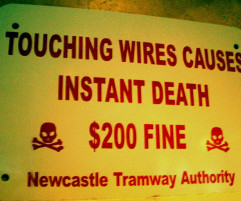 TOUCHING WIRES CAUSES
INSTANT DEATH
$200 FINE
Newcastle Tramway Authority